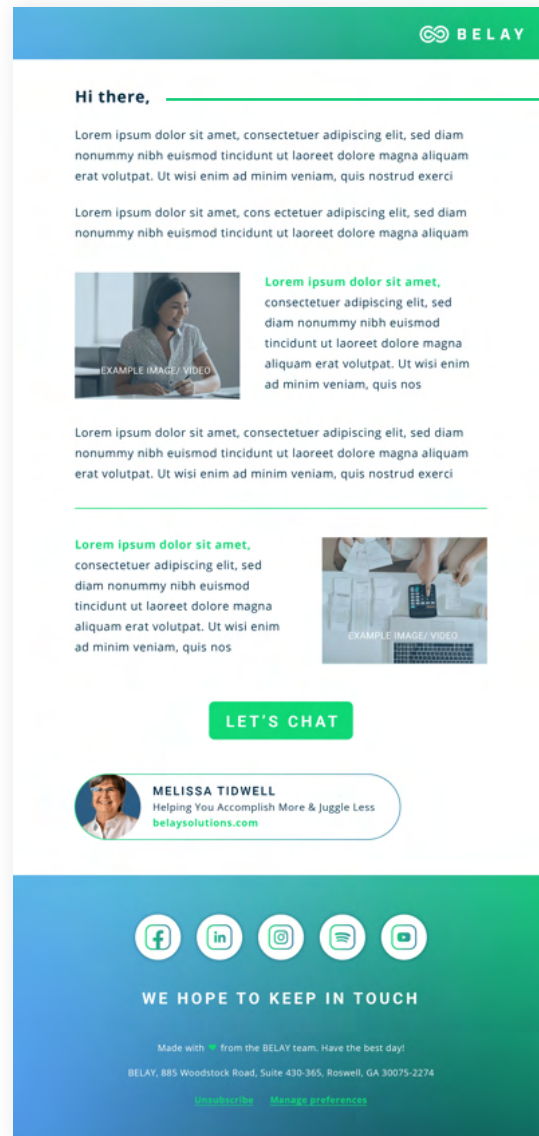 BELAY
Hi there,
Lorem ipsum dolor sit amet, consectetuer adipiscing elit, sed diam
nonummy nibh euismod tincidunt ut laoreet dolore magna aliquam
erat volutpat. Ut wisi enim ad minim veniam, quis nostrud exerci
Lorem ipsum dolor sit amet, cons ectetuer adipiscing elit, sed diam
nonummy nibh euismod tincidunt ut laoreet dolore magna aliquam
EXAMPLE IMAGE/ VIDEO
Lorem ipsum dolor sit amet,
consectetuer adipiscing elit, sed
diam nonummy nibh euismod
tincidunt ut laoreet dolore magna
aliquam erat volutpat. Ut wisi enim
ad minim veniam, quis nos
Lorem ipsum dolor sit amet, consectetuer adipiscing elit, sed diam
nonummy nibh euismod tincidunt ut laoreet dolore magna aliquam
erat volutpat. Ut wisi enim ad minim veniam, quis nostrud exerci
Lorem ipsum dolor sit amet,
consectetuer adipiscing elit, sed
diam nonummy nibh euismod
tincidunt ut laoreet dolore magna
aliquam erat volutpat. Ut wisi enim
ad minim veniam, quis nos
EXAMPLE IMAGE/ VIDEO
LET'S CHAT
MELISSA TIDWELL
Helping You Accomplish More & Juggle Less
belaysolutions.com
WE HOPE TO KEEP IN TOUCH
Made with ♥ from the BELAY team. Have the best day!
BELAY, 885 Woodstock Road, Suite 430-365, Roswell, GA 30075-2274
Unsubscribe Manage preferences